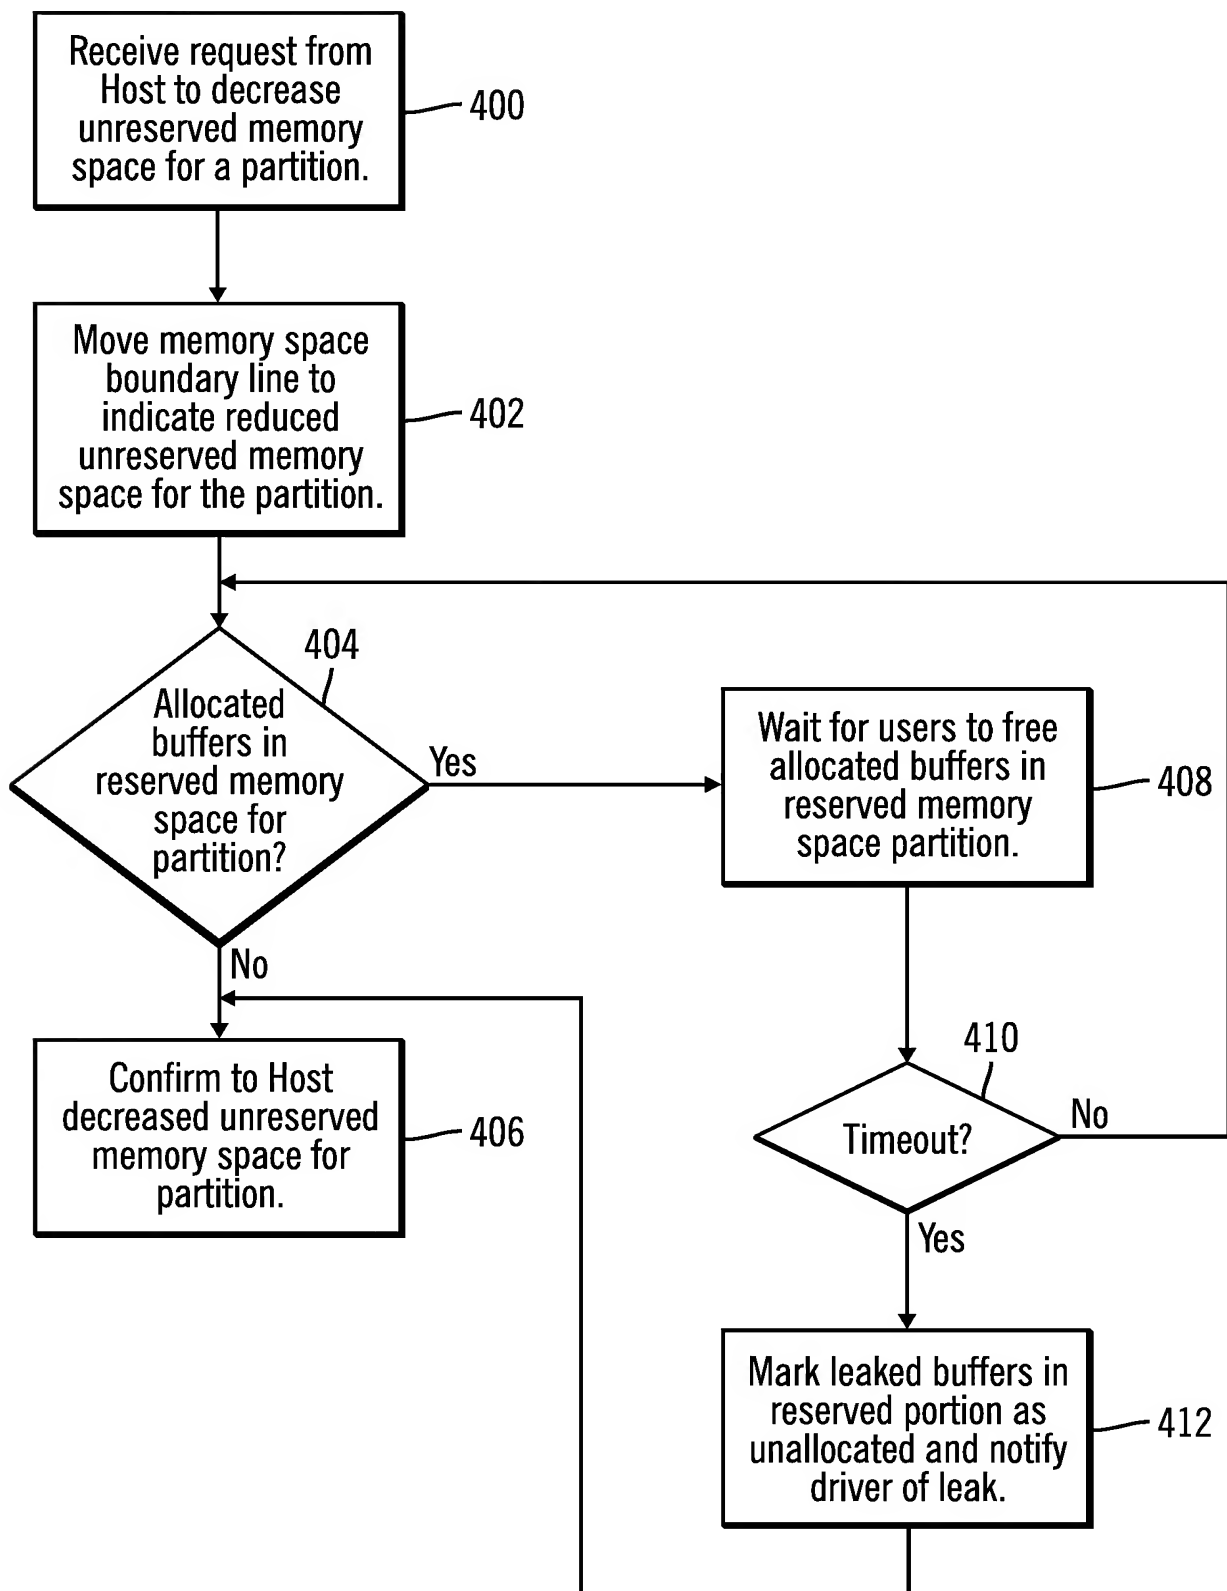 Receive request from
Host to decrease
unreserved memory
space for a partition.
400
Move memory space
boundary line to
indicate reduced
unreserved memory
space for the partition.
402
404
Allocated
buffers in
reserved memory
space for
partition?
Yes
Wait for users to free
allocated buffers in
reserved memory
space partition.
408
No
Confirm to Host
decreased unreserved
memory space for
partition.
406
410
Timeout?
No
Yes
Mark leaked buffers in
reserved portion as
unallocated and notify
driver of leak.
412